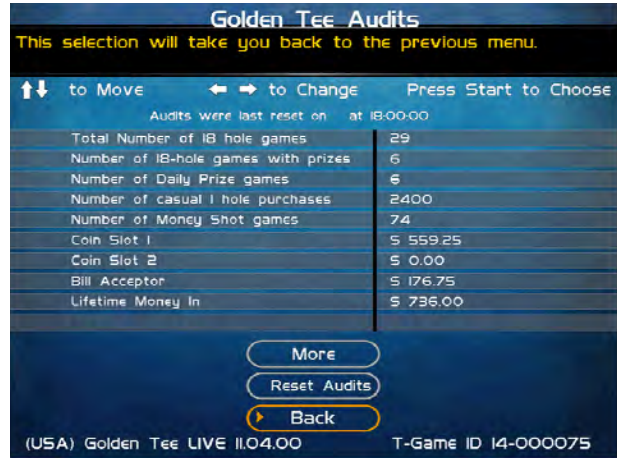 Golden Tee Audits
This selection will take you back to the previous menu.
to Move to Change Press Start to Choose
Audits were last reset on at 18:00:00
Total Number of 18 hole games 29
Number of 18-hole games with prizes 6
Number of Daily Prize games 6
Number of casual 1 hole purchases 2400
Number of Money Shot games 74
Coin Slot 1 $ 559.25
Coin Slot 2 $ 0.00
Bill Acceptor $ 176.75
Lifetime Money In $ 736.00
More
Reset Audits
Back
(USA) Golden Tee LIVE 11.04.00 T-Game ID 14-000075